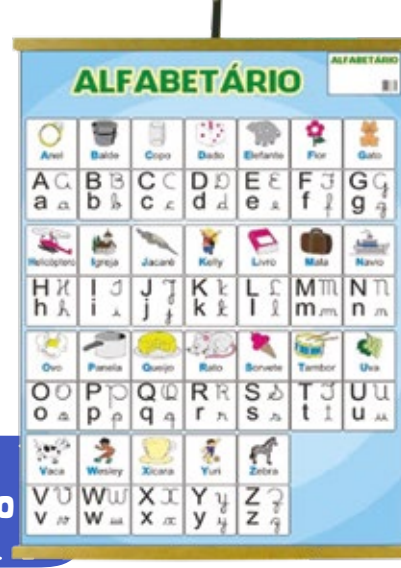 ALFABETÁRIO
ALFABETÁRIO
Anel Balde Copo Dado Elefante Flor Gato
A A B B C C D D E E F F G G
a a b b c c d d e e f f g g
Helicóptero Igreja Jacaré Kelly Livro Mala Navio
H H I I J J K K L L M M N N
h h i i j j k k l l m m n n
Ovo Panela Queijo Rato Sorvete Tambor Uva
O O P P Q Q R R S S T T U U
o o p p q q r r s s t t u u
Vaca Wesley Xícara Yuri Zebra
V V W W X X Y Y Z Z
v v w w x x y y z z
o